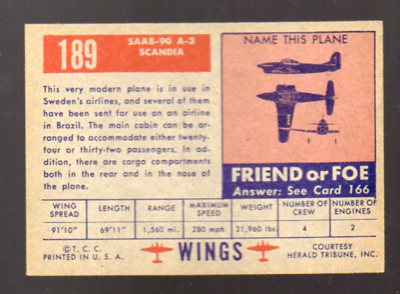 189
SAAB-90 A-2
SCANDIA
This very modern plane is in use in
Sweden's airlines, and several of them
have been sent for use on an airline
in Brazil. The main cabin can be ar-
ranged to accommodate either twenty-
four or thirty-two passengers. In ad-
dition, there are cargo compartments
both in the rear and in the nose of
the plane.
NAME THIS PLANE
FRIEND or FOE
Answer: See Card 166
WING SPREAD LENGTH RANGE MAXIMUM SPEED WEIGHT NUMBER OF CREW NUMBER OF ENGINES
91'10" 69'11" 1,560 mi. 280 mph 21,960 lbs. 4 2
©T. C. C.
PRINTED IN U. S. A.
WINGS
COURTESY
HERALD TRIBUNE, INC.